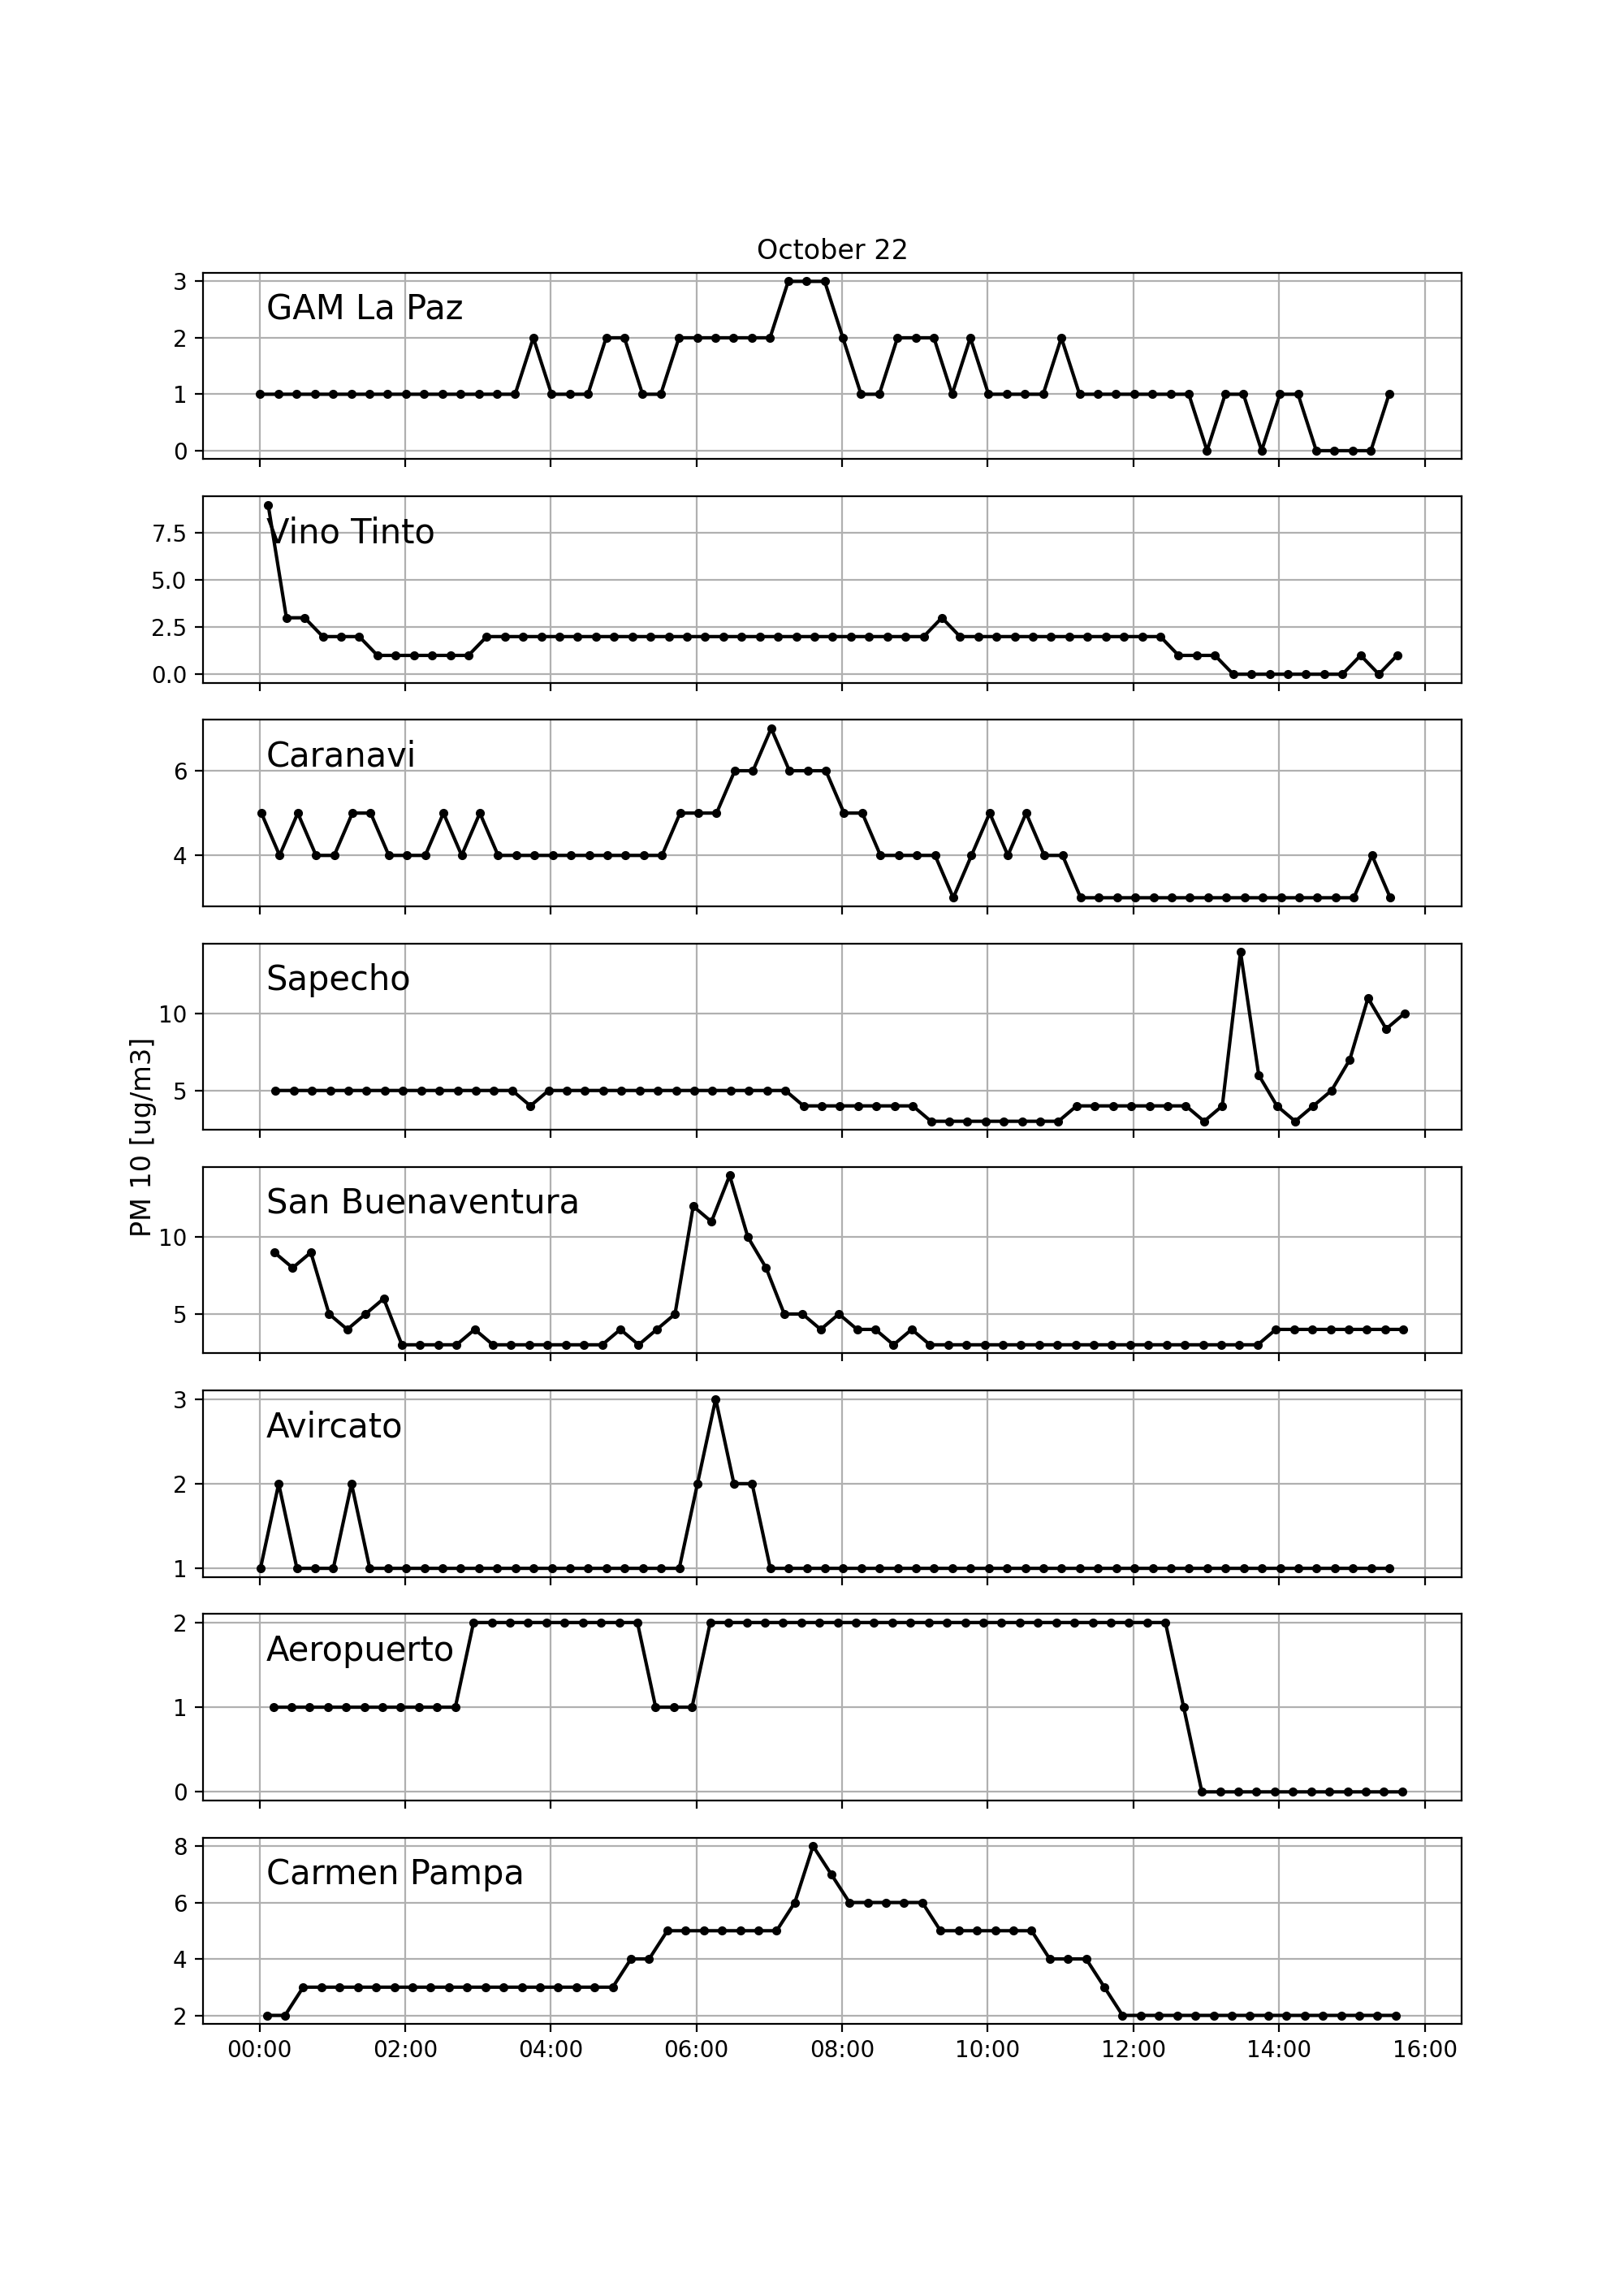 October 22
PM 10 [ug/m3]
GAM La Paz
3
2
1
0
Vino Tinto
7.5
5.0
2.5
0.0
Caranavi
6
4
Sapecho
10
5
San Buenaventura
10
5
Avircato
3
2
1
Aeropuerto
2
1
0
Carmen Pampa
8
6
4
2
00:00 02:00 04:00 06:00 08:00 10:00 12:00 14:00 16:00